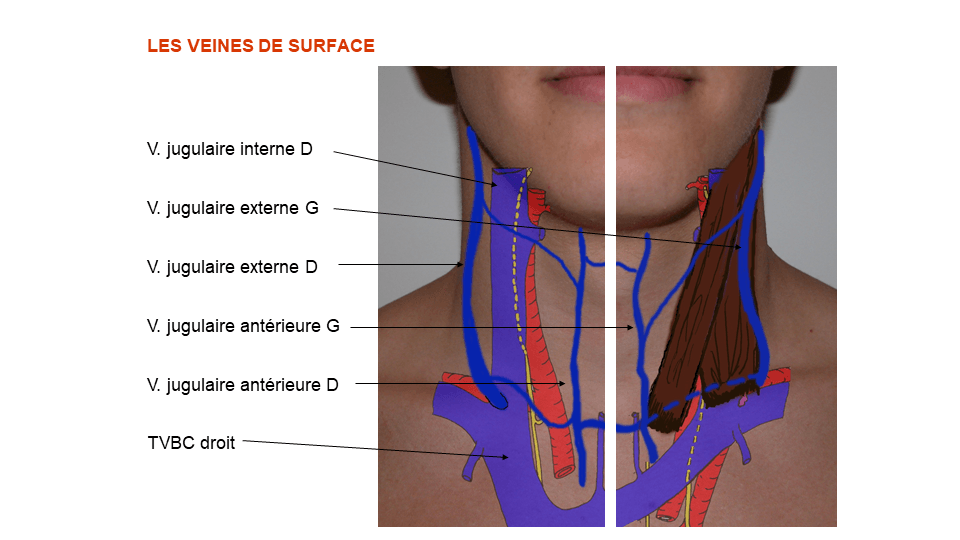 LES VEINES DE SURFACE
V. jugulaire interne D
V. jugulaire externe G
V. jugulaire externe D
V. jugulaire antérieure G
V. jugulaire antérieure D
TVBC droit